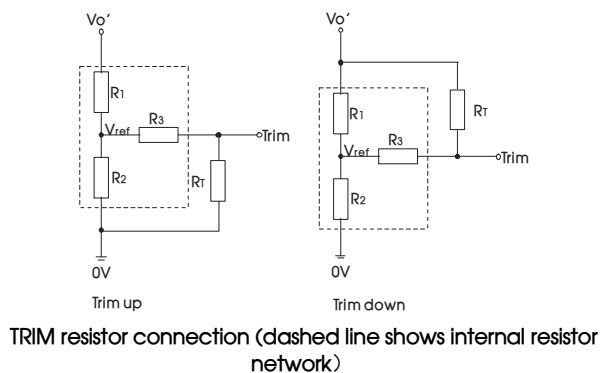 Vo'
R1
R3
Vref
Trim
R2
RT
0V
Trim up
Vo'
R1
RT
R3
Vref
Trim
R2
0V
Trim down
TRIM resistor connection (dashed line shows internal resistor
network)